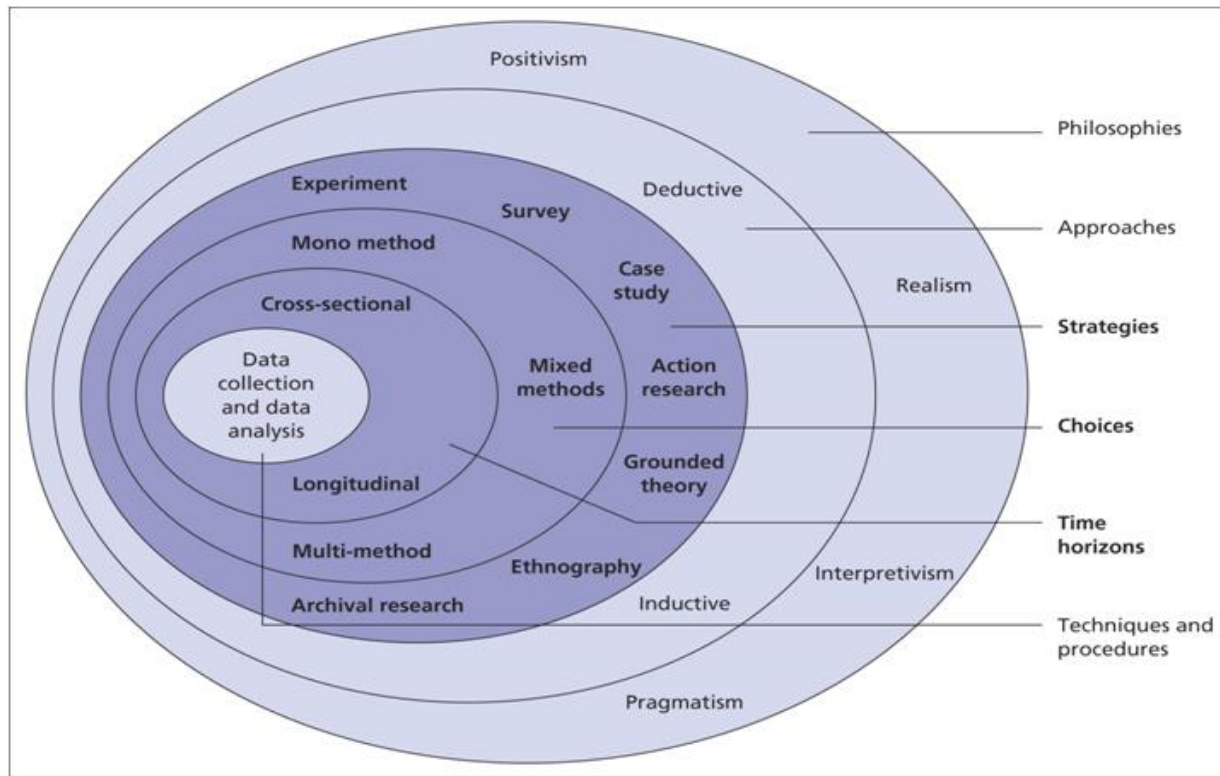 Positivism
Philosophies
Deductive
Approaches
Experiment
Survey
Mono method
Case
study
Realism
Cross-sectional
Strategies
Data
collection
and data
analysis
Mixed
methods
Action
research
Choices
Longitudinal
Grounded
theory
Time
horizons
Multi-method
Ethnography
Interpretivism
Archival research
Inductive
Techniques and
procedures
Pragmatism